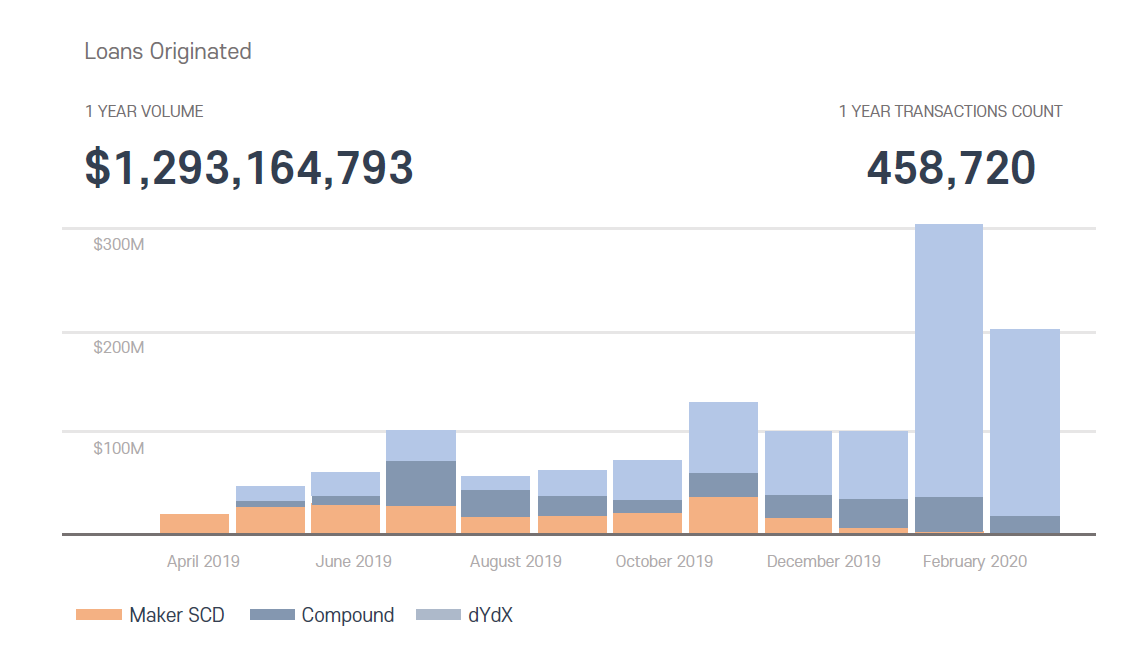 Loans Originated
1 YEAR VOLUME
1 YEAR TRANSACTIONS COUNT
$1,293,164,793
458,720
$300M
$200M
$100M
April 2019
June 2019
August 2019
October 2019
December 2019
February 2020
Maker SCD
Compound
dYdX